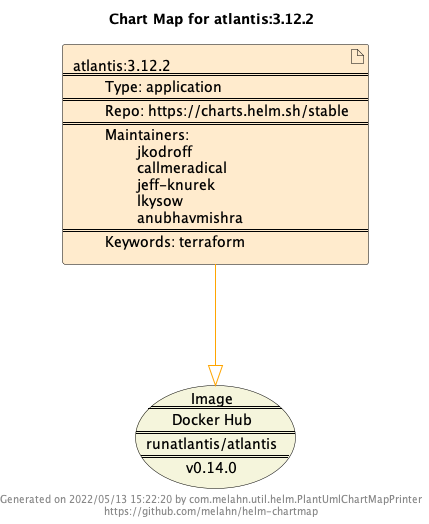 Chart Map for atlantis:3.12.2
atlantis:3.12.2
Type: application
Repo: https://charts.helm.sh/stable
Maintainers:
jkodroff
callmeradical
jeff-knurek
lkysow
anubhavmishra
Keywords: terraform
Image
Docker Hub
runatlantis/atlantis
v0.14.0
Generated on 2022/05/13 15:22:20 by com.melahn.util.helm.PlantUmlChartMapPrinter
https://github.com/melahn/helm-chartmap